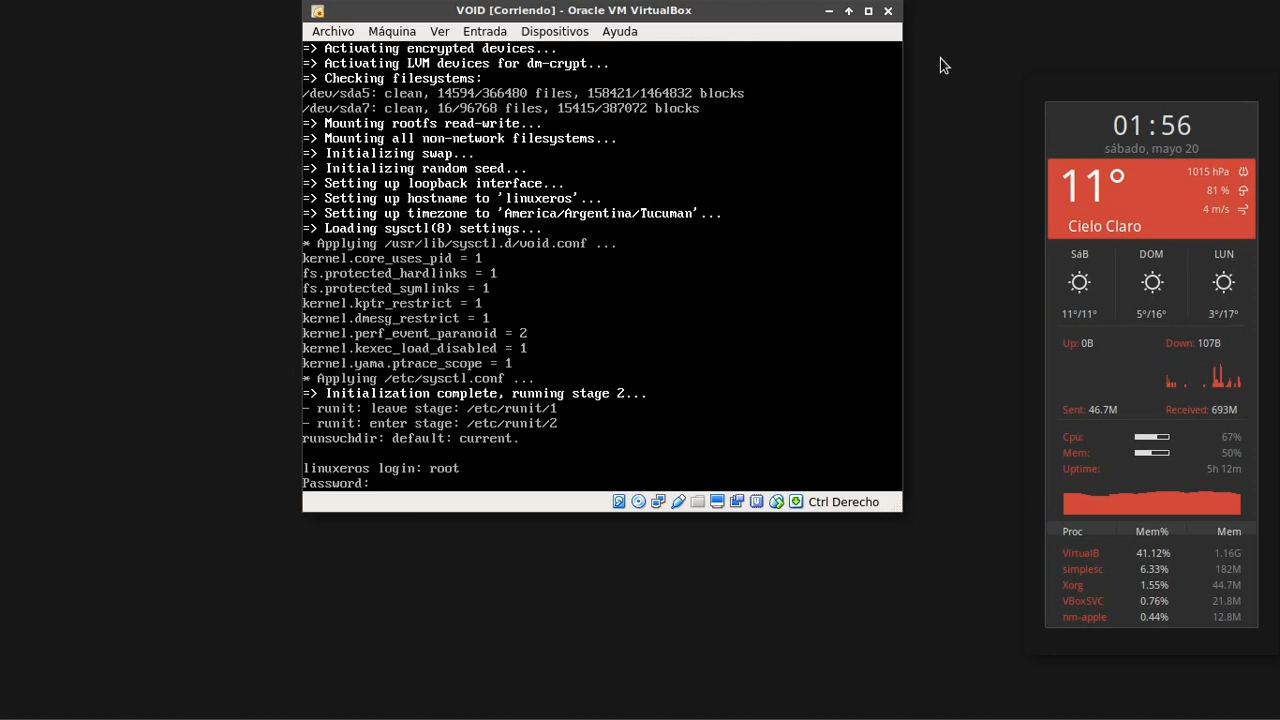 VOID [Corriendo] - Oracle VM VirtualBox
Archivo Máquina Ver Entrada Dispositivos Ayuda
=> Activating encrypted devices...
=> Activating LVM devices for dm-crypt...
=> Checking filesystems:
/dev/sda5: clean, 14594/366480 files, 158421/1464832 blocks
/dev/sda7: clean, 16/96768 files, 15415/387072 blocks
=> Mounting rootfs read-write...
=> Mounting all non-network filesystems...
=> Initializing swap...
=> Initializing random seed...
=> Setting up loopback interface...
=> Setting up hostname to 'linuxeros'...
=> Setting up timezone to 'America/Argentina/Tucuman'...
=> Loading sysctl(8) settings...
* Applying /usr/lib/sysctl.d/void.conf ...
kernel.core_uses_pid = 1
fs.protected_hardlinks = 1
fs.protected_symlinks = 1
kernel.kptr_restrict = 1
kernel.dmesg_restrict = 1
kernel.perf_event_paranoid = 2
kernel.kexec_load_disabled = 1
kernel.yama.ptrace_scope = 1
* Applying /etc/sysctl.conf ...
=> Initialization complete, running stage 2...
- runit: leave stage: /etc/runit/1
- runit: enter stage: /etc/runit/2
runsvchdir: default: current.
linuxeros login: root
Password:
Ctrl Derecho
01:56
sábado, mayo 20
11°
1015 hPa
81 %
4 m/s
Cielo Claro
SáB DOM LUN
11°/11° 5°/16° 3°/17°
Up: 0B Down: 107B
Sent: 46.7M Received: 693M
Cpu: 67%
Mem: 50%
Uptime: 5h 12m
Proc Mem% Mem
VirtualB 41.12% 1.16G
simplesc 6.33% 182M
Xorg 1.55% 44.7M
VBoxSVC 0.76% 21.8M
nm-apple 0.44% 12.8M